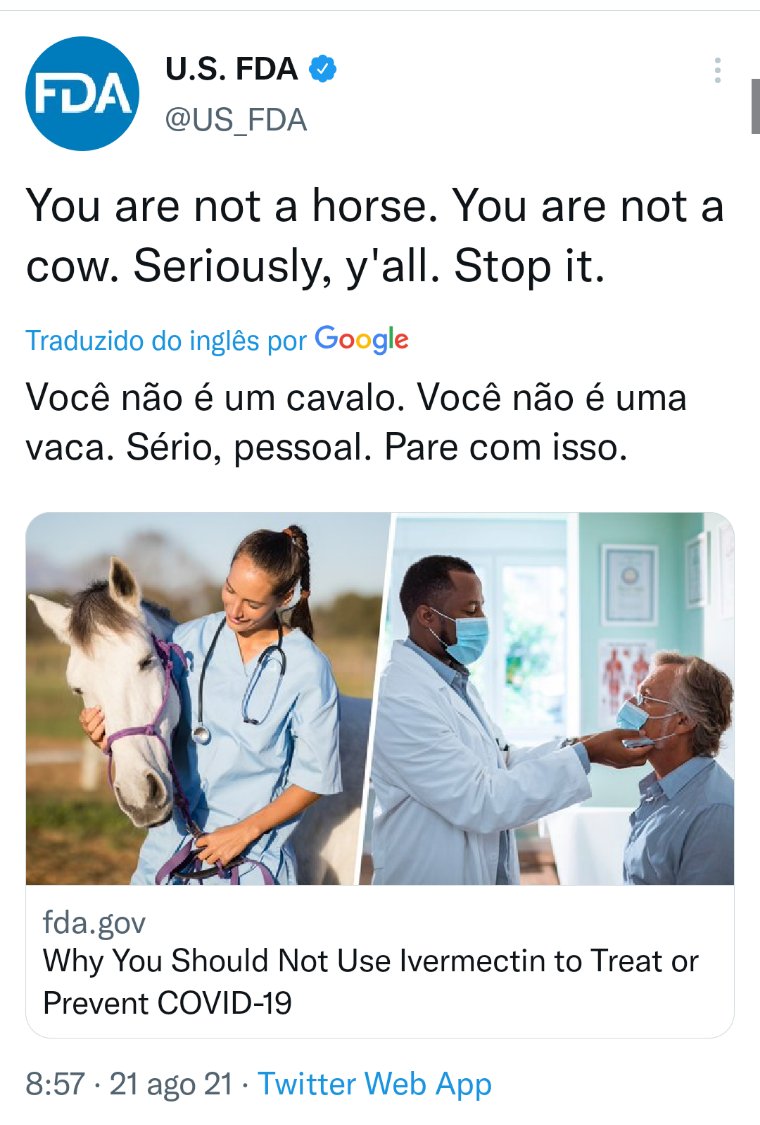 FDA
U.S. FDA
@US_FDA
You are not a horse. You are not a
cow. Seriously, y'all. Stop it.
Traduzido do inglês por Google
Você não é um cavalo. Você não é uma
vaca. Sério, pessoal. Pare com isso.
fda.gov
Why You Should Not Use Ivermectin to Treat or
Prevent COVID-19
8:57 · 21 ago 21 · Twitter Web App